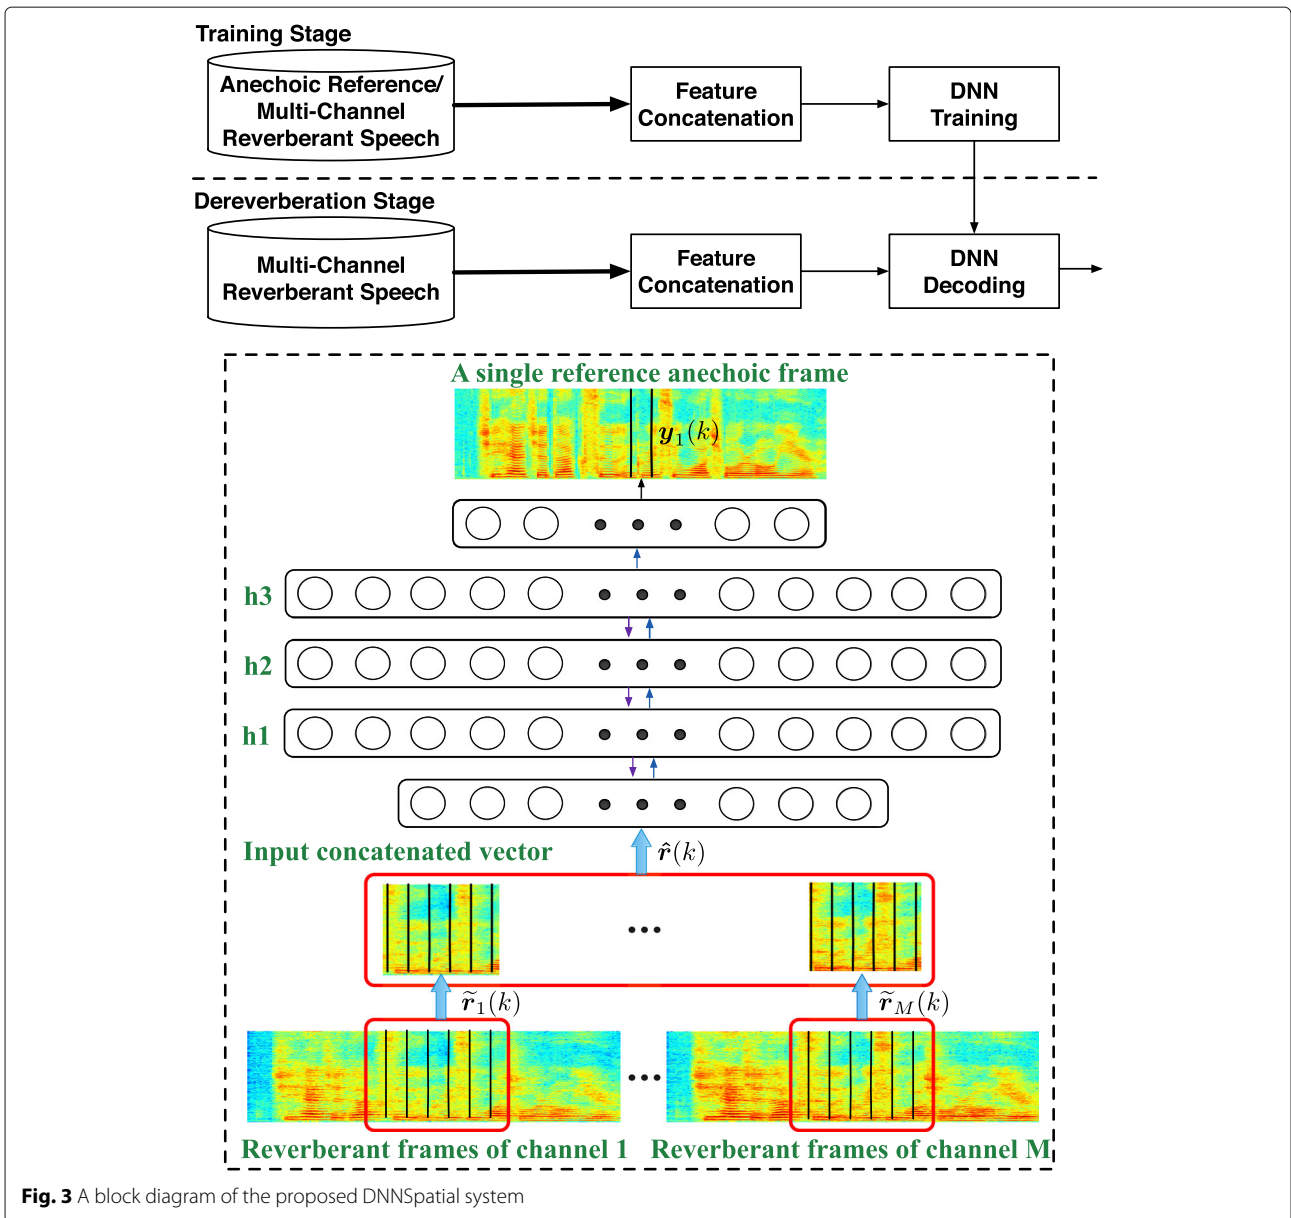 Training Stage
Anechoic Reference/
Multi-Channel
Reverberant Speech
Feature
Concatenation
DNN
Training
Dereverberation Stage
Multi-Channel
Reverberant Speech
Feature
Concatenation
DNN
Decoding
A single reference anechoic frame
y₁(k)
h3
h2
h1
Input concatenated vector
r̂(k)
...
r̃₁(k)
r̃_M(k)
...
Reverberant frames of channel 1
Reverberant frames of channel M
Fig. 3 A block diagram of the proposed DNNSpatial system